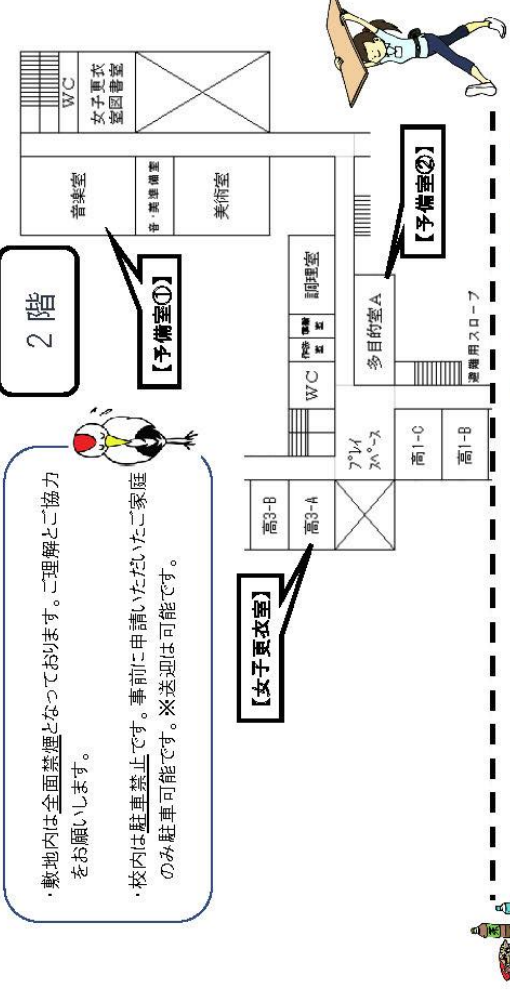 ・敷地内は全面禁煙となっております。ご理解とご協力
をお願いします。
・校内は駐車禁止です。事前に申請いただいたご家庭
のみ駐車可能です。※送迎は可能です。
2階
【予備室①】
【女子更衣室】
【予備室②】
WC
女子更衣
室図書室
音楽室
音・美準備室
美術室
調理室
WC
多目的室A
避難用スロープ
プレイ
スペース
高3-B
高3-A
高1-C
高1-B